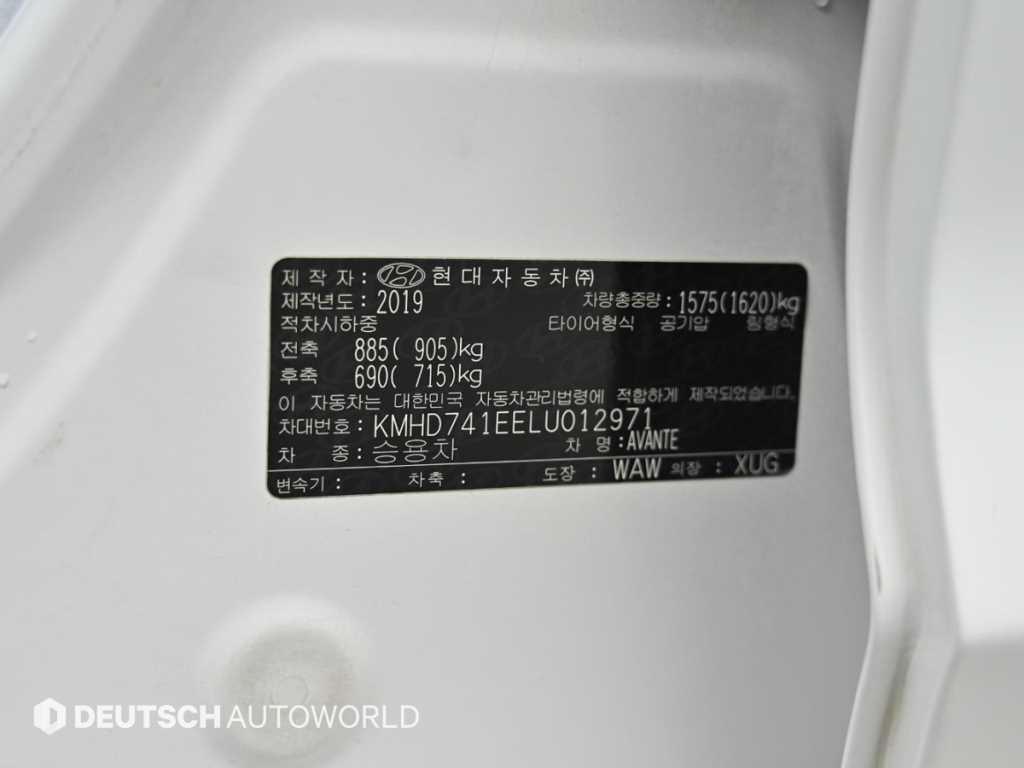 제 작 자 : 현대자동차㈜
제작년도 : 2019 차량총중량 : 1575(1620)kg
적차시하중 타이어형식 공기압 림형식
전축 885( 905)kg
후축 690( 715)kg
이 자동차는 대한민국 자동차관리법령에 적합하게 제작되었습니다.
차대번호 : KMHD741EELU012971
차 종 : 승용차 차 명 : AVANTE
변속기 : 차축 : 도장 : WAW 의장 : XUG
DEUTSCH AUTOWORLD